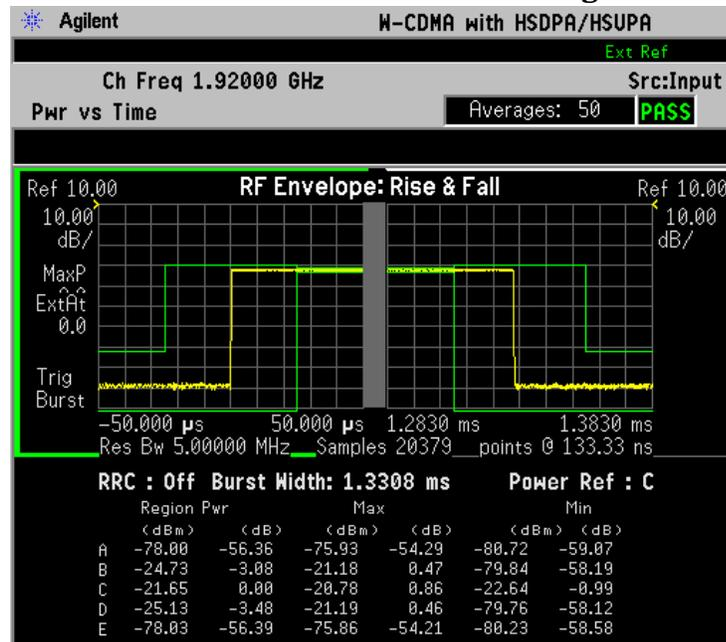 Agilent W-CDMA with HSDPA/HSUPA
Ext Ref
Ch Freq 1.92000 GHz Src:Input
Pwr vs Time Averages: 50 PASS
Ref 10.00 RF Envelope: Rise & Fall Ref 10.00
10.00 10.00
dB/ dB/
MaxP
ExtAt
0.0
Trig
Burst
-50.000 µs 50.000 µs 1.2830 ms 1.3830 ms
Res Bw 5.00000 MHz Samples 20379 points @ 133.33 ns
RRC : Off Burst Width: 1.3308 ms Power Ref : C
Region Pwr Max Min
(dBm) (dB) (dBm) (dB) (dBm) (dB)
A -78.00 -56.36 -75.93 -54.29 -80.72 -59.07
B -24.73 -3.08 -21.18 0.47 -79.84 -58.19
C -21.65 0.00 -20.78 0.86 -22.64 -0.99
D -25.13 -3.48 -21.19 0.46 -79.76 -58.12
E -78.03 -56.39 -75.86 -54.21 -80.23 -58.58